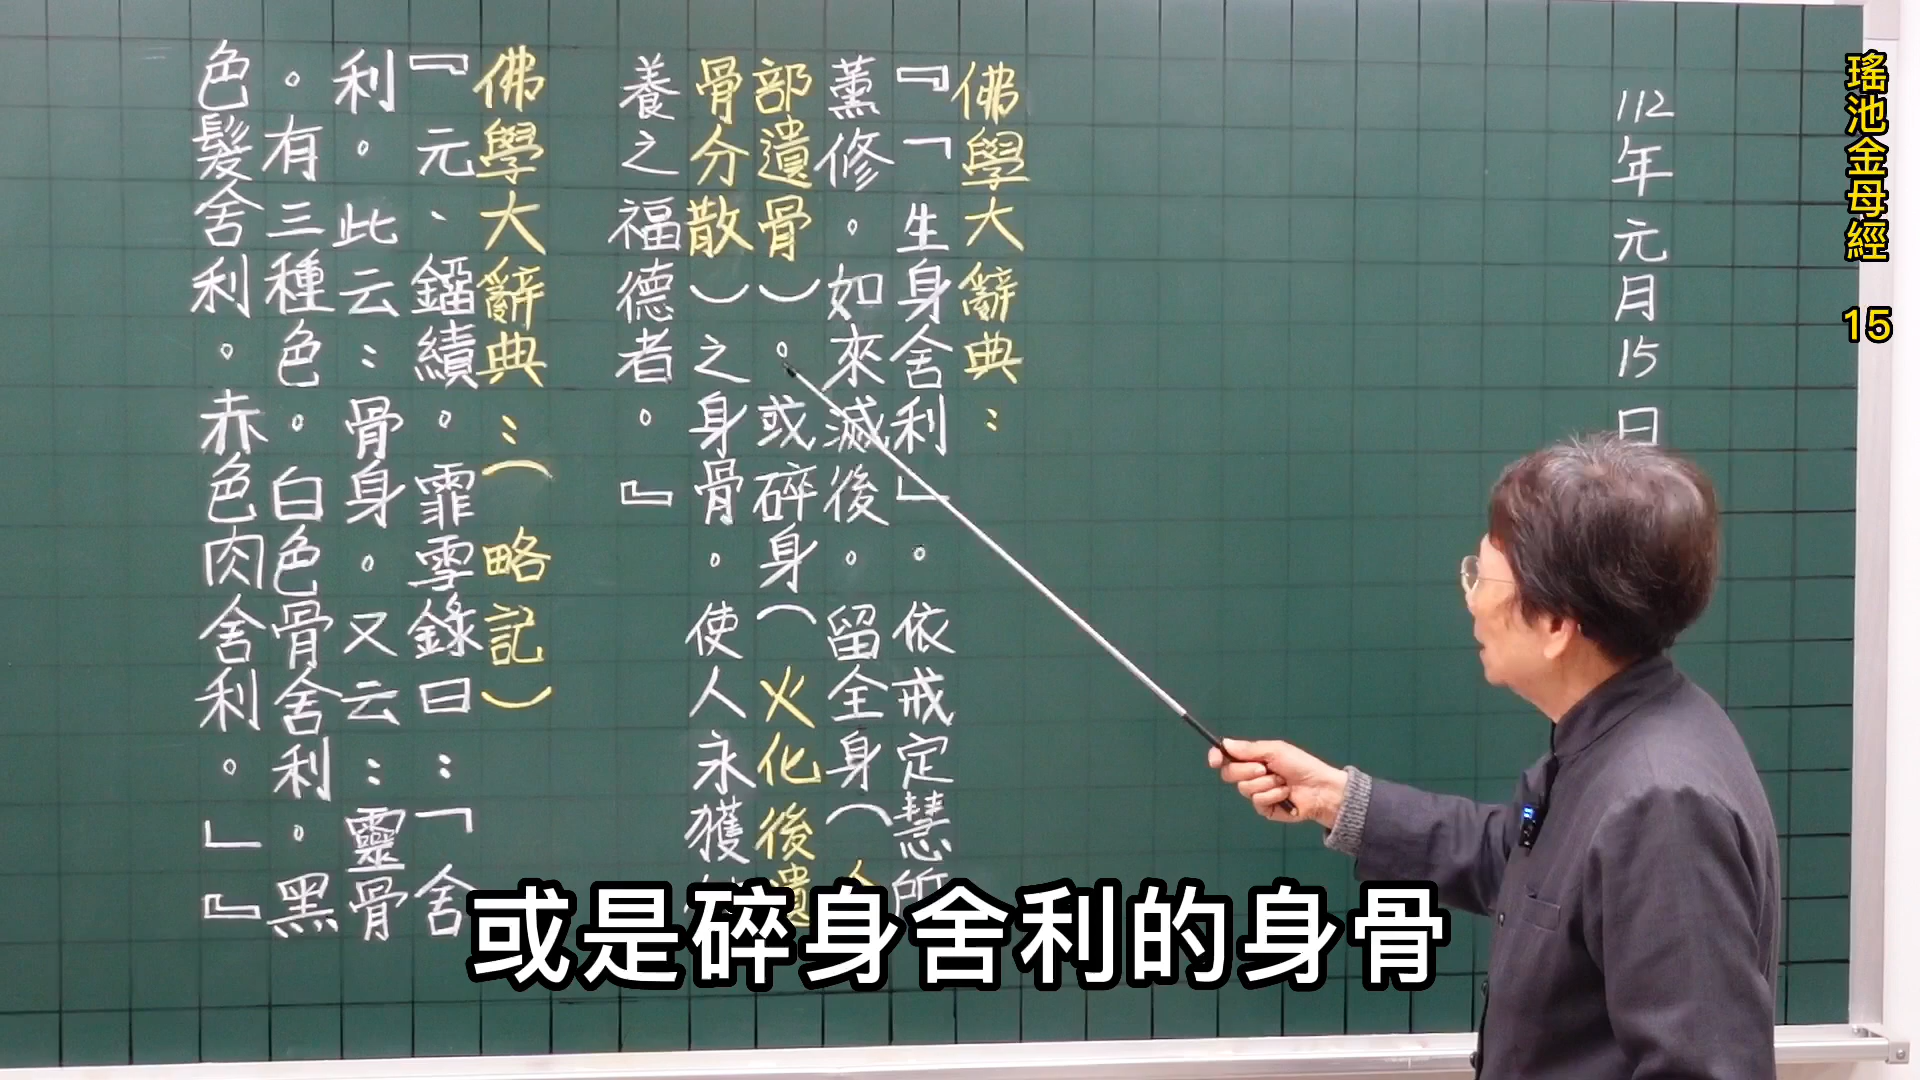 瑤池金母經 15
112年元月15日
佛學大辭典：
『「生身舍利」。依戒定慧所
薰修。如來滅後。留全身（
部遺骨）。或碎身（火化後遺
骨分散）之身骨。使人永獲
養之福德者。』
佛學大辭典：（略記）
『元、鎦績。霏雪錄曰：「舍
利。此云：骨身。又云：靈骨
。有三種色。白色骨舍利。黑
色髮舍利。赤色肉舍利。」』
或是碎身舍利的身骨